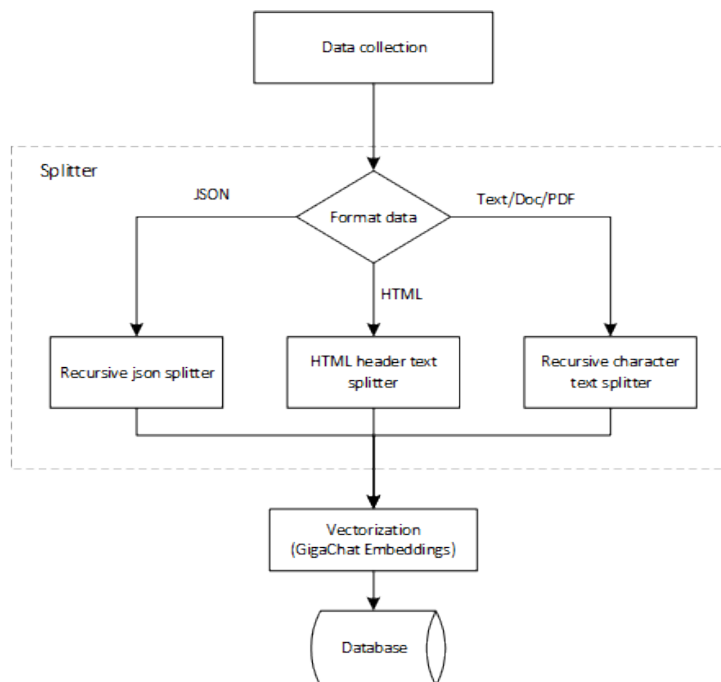 Data collection
Splitter
JSON
Format data
Text/Doc/PDF
HTML
Recursive json splitter
HTML header text
splitter
Recursive character
text splitter
Vectorization
(GigaChat Embeddings)
Database